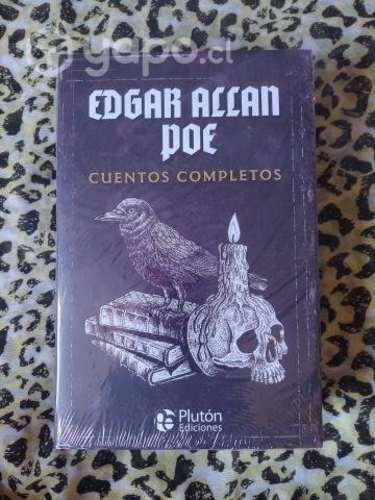 yapo.cl
EDGAR ALLAN
POE
CUENTOS COMPLETOS
Plutón
Ediciones